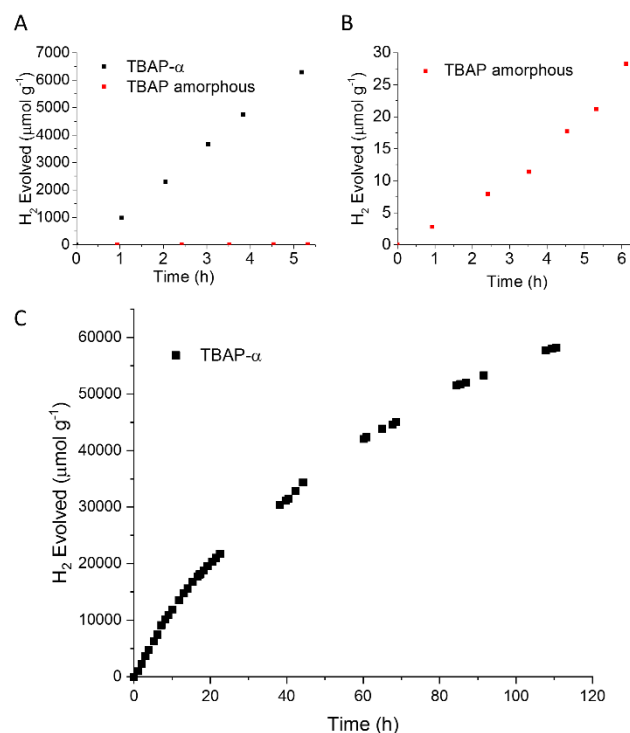 A
H₂ Evolved (μmol g⁻¹)
7000
6000
5000
4000
3000
2000
1000
0
TBAP-α
TBAP amorphous
0 1 2 3 4 5
Time (h)
B
H₂ Evolved (μmol g⁻¹)
30
25
20
15
10
5
0
TBAP amorphous
0 1 2 3 4 5 6
Time (h)
C
H₂ Evolved (μmol g⁻¹)
60000
50000
40000
30000
20000
10000
0
TBAP-α
0 20 40 60 80 100 120
Time (h)